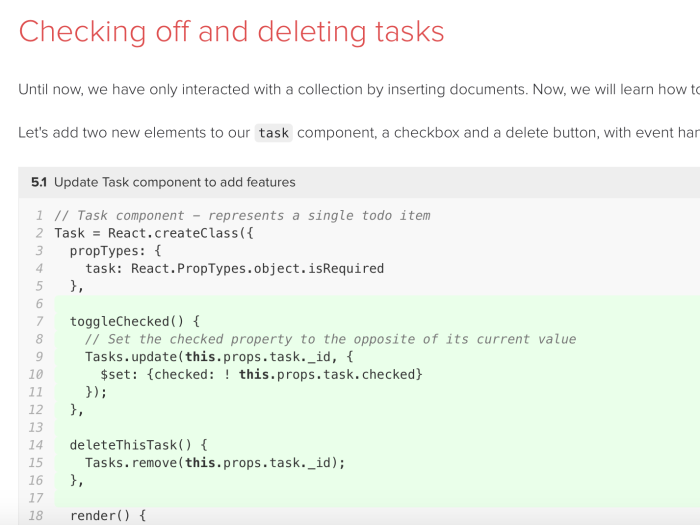 Checking off and deleting tasks
Until now, we have only interacted with a collection by inserting documents. Now, we will learn how
Let's add two new elements to our task component, a checkbox and a delete button, with event
5.1 Update Task component to add features
1 // Task component – represents a single todo item
2 Task = React.createClass({
3 propTypes: {
4 task: React.PropTypes.object.isRequired
5 },
6
7 toggleChecked() {
8 // Set the checked property to the opposite of its current value
9 Tasks.update(this.props.task._id, {
10 $set: {checked: ! this.props.task.checked}
11 });
12 },
13
14 deleteThisTask() {
15 Tasks.remove(this.props.task._id);
16 },
17
18 render() {